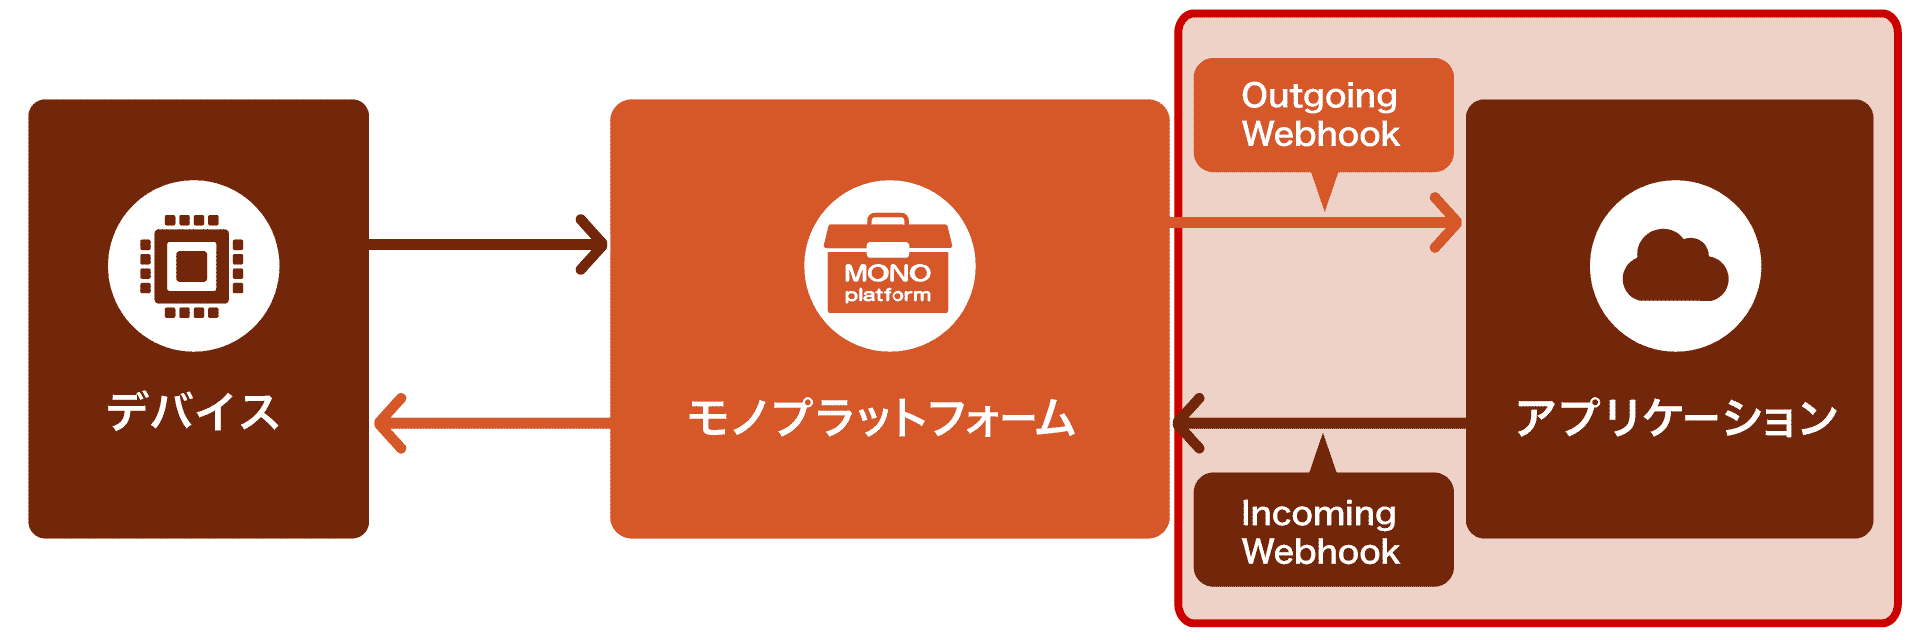 デバイス
MONO
platform
モノプラットフォーム
Outgoing
Webhook
Incoming
Webhook
アプリケーション